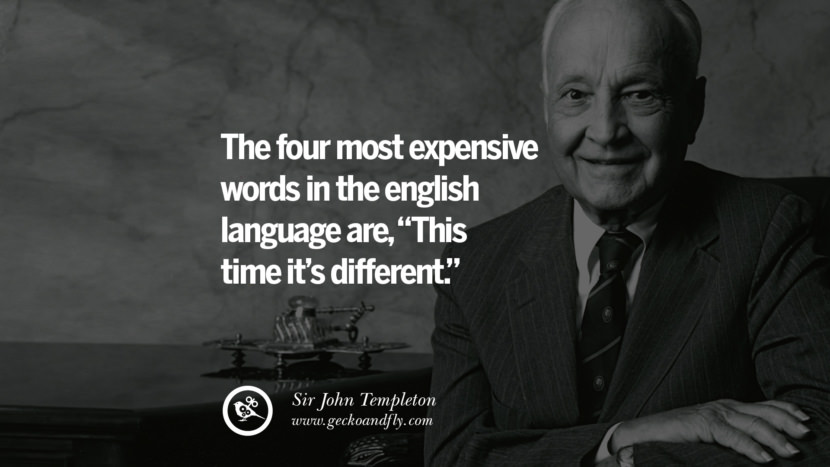 The four most expensive
words in the english
language are, “This
time it’s different.”
Sir John Templeton
www.geckoandfly.com